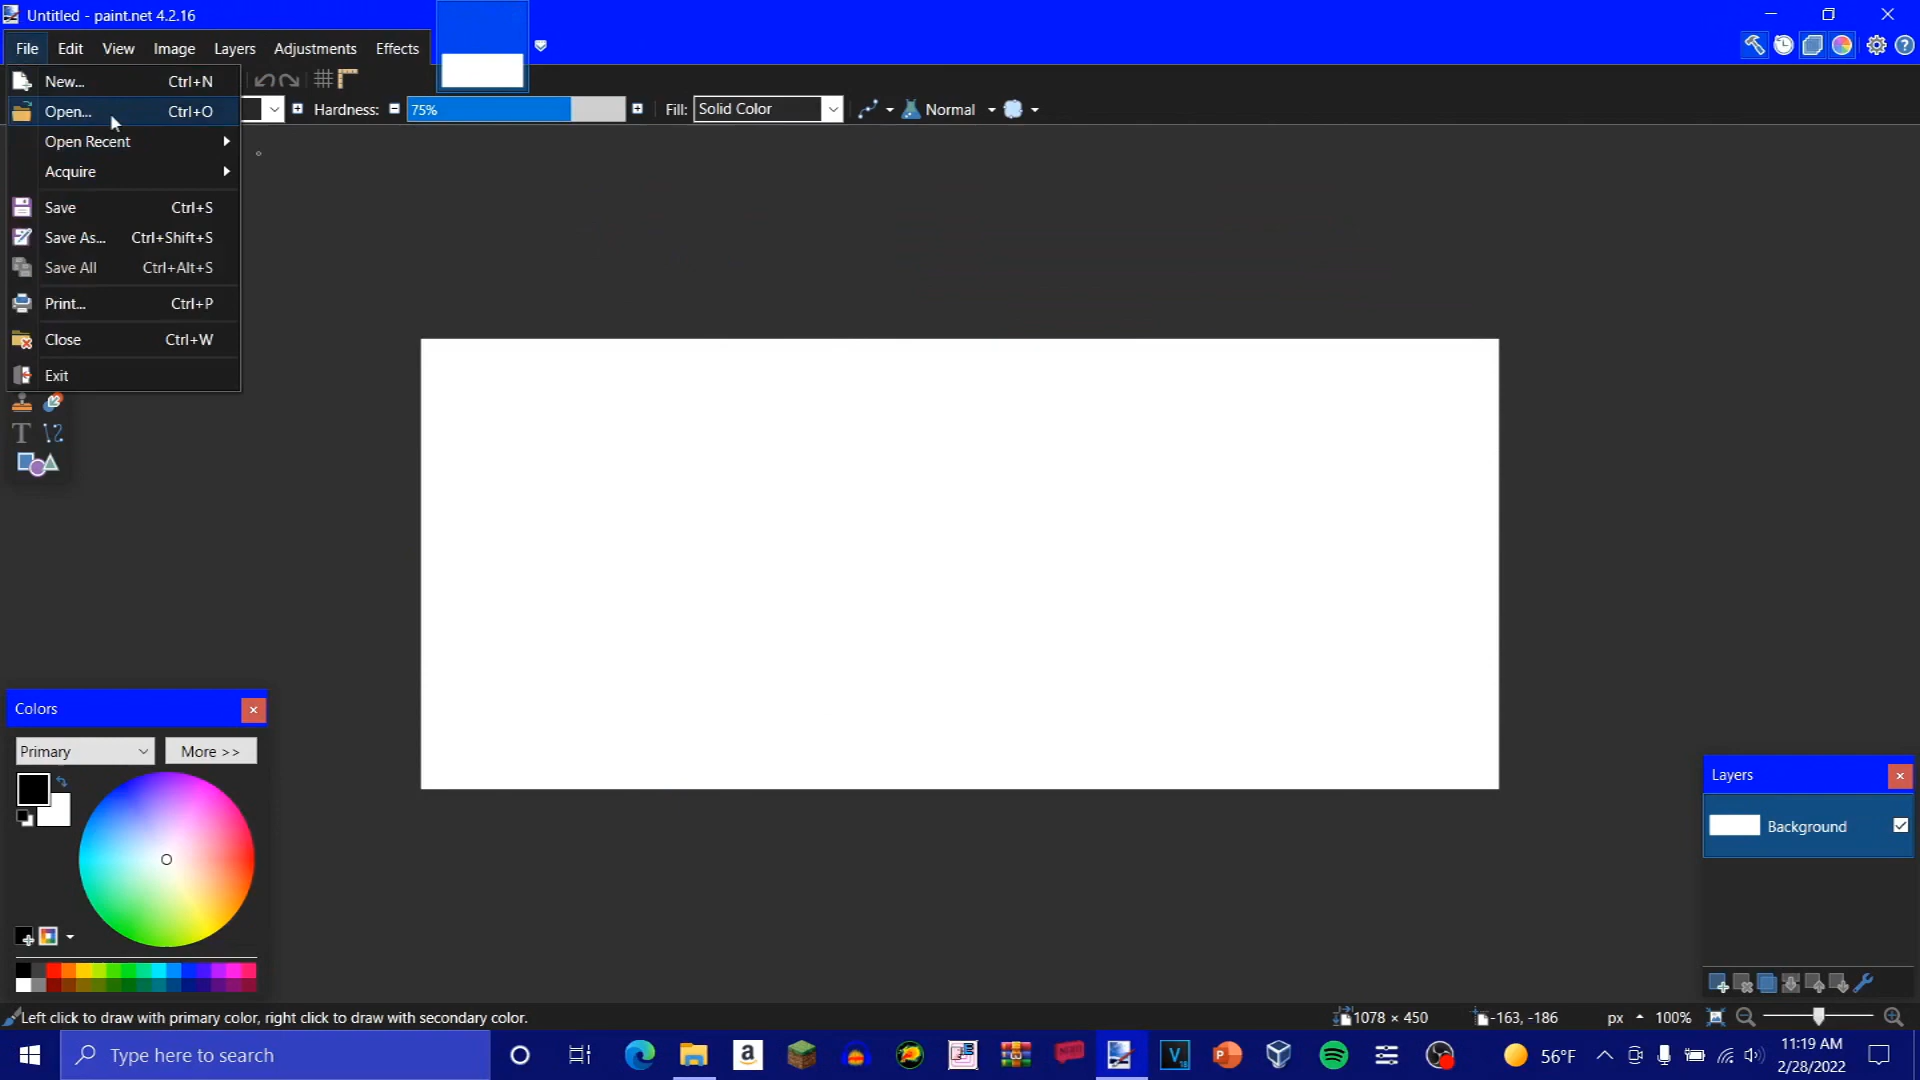 Untitled - paint.net 4.2.16
File Edit View Image Layers Adjustments Effects
New... Ctrl+N
Open... Ctrl+O
Open Recent
Acquire
Save Ctrl+S
Save As... Ctrl+Shift+S
Save All Ctrl+Alt+S
Print... Ctrl+P
Close Ctrl+W
Exit
Hardness: 75% Fill: Solid Color Normal
Colors
Primary More >>
Layers
Background
Left click to draw with primary color, right click to draw with secondary color.
1078 × 450 -163, -186 px 100%
Type here to search
56°F
11:19 AM
2/28/2022